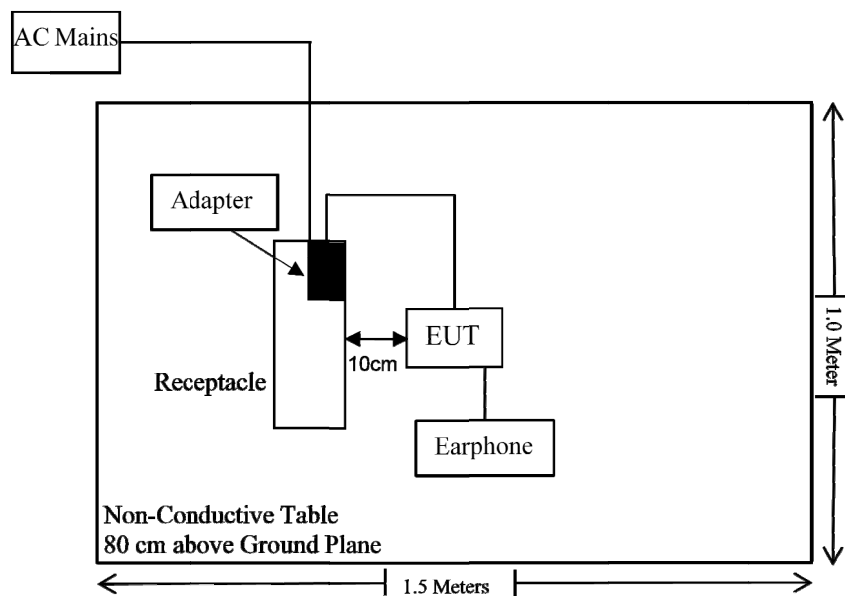 AC Mains
Adapter
EUT
10cm
Receptacle
Earphone
1.0 Meter
Non-Conductive Table
80 cm above Ground Plane
1.5 Meters